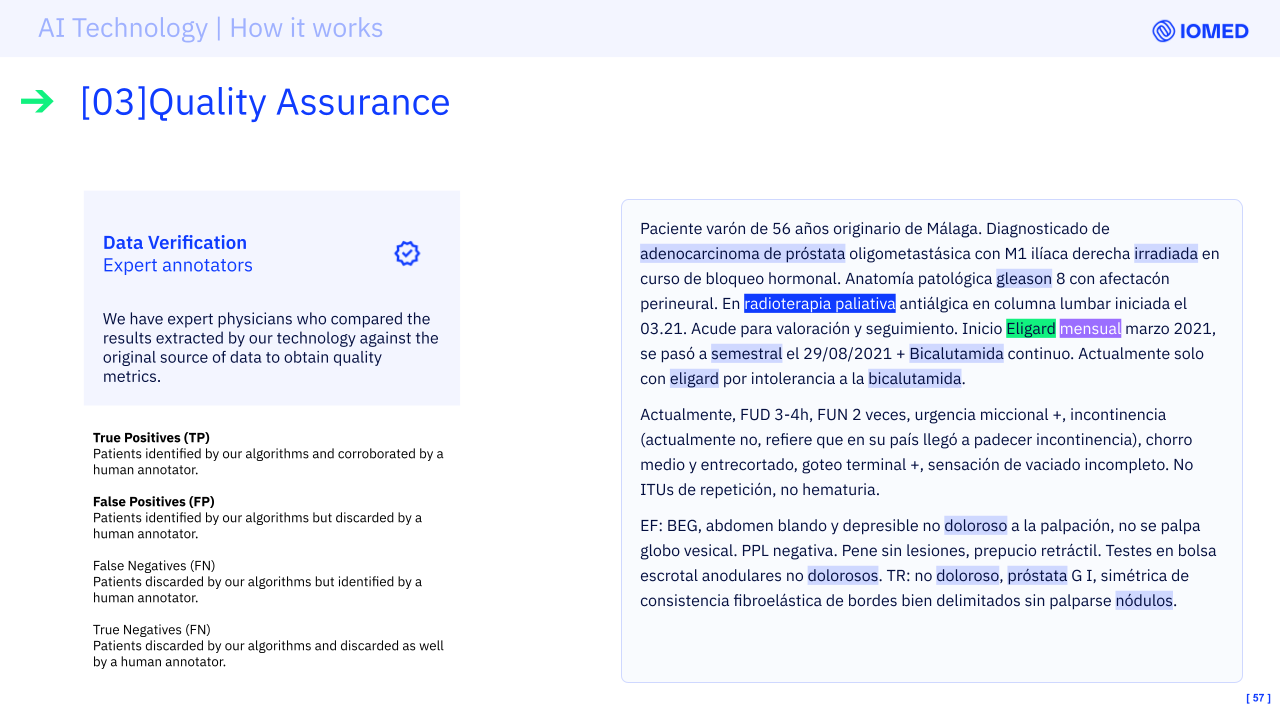 AI Technology | How it works
IOMED
[03]Quality Assurance
Data Verification
Expert annotators
We have expert physicians who compared the
results extracted by our technology against the
original source of data to obtain quality
metrics.
True Positives (TP)
Patients identified by our algorithms and corroborated by a
human annotator.
False Positives (FP)
Patients identified by our algorithms but discarded by a
human annotator.
False Negatives (FN)
Patients discarded by our algorithms but identified by a
human annotator.
True Negatives (FN)
Patients discarded by our algorithms and discarded as well
by a human annotator.
Paciente varón de 56 años originario de Málaga. Diagnosticado de
adenocarcinoma de próstata oligometastásica con M1 ilíaca derecha irradiada en
curso de bloqueo hormonal. Anatomía patológica gleason 8 con afectacón
perineural. En radioterapia paliativa antiálgica en columna lumbar iniciada el
03.21. Acude para valoración y seguimiento. Inicio Eligard mensual marzo 2021,
se pasó a semestral el 29/08/2021 + Bicalutamida continuo. Actualmente solo
con eligard por intolerancia a la bicalutamida.
Actualmente, FUD 3-4h, FUN 2 veces, urgencia miccional +, incontinencia
(actualmente no, refiere que en su país llegó a padecer incontinencia), chorro
medio y entrecortado, goteo terminal +, sensación de vaciado incompleto. No
ITUs de repetición, no hematuria.
EF: BEG, abdomen blando y depresible no doloroso a la palpación, no se palpa
globo vesical. PPL negativa. Pene sin lesiones, prepucio retráctil. Testes en bolsa
escrotal anodulares no dolorosos. TR: no doloroso, próstata G I, simétrica de
consistencia fibroelástica de bordes bien delimitados sin palparse nódulos.
[ 57 ]